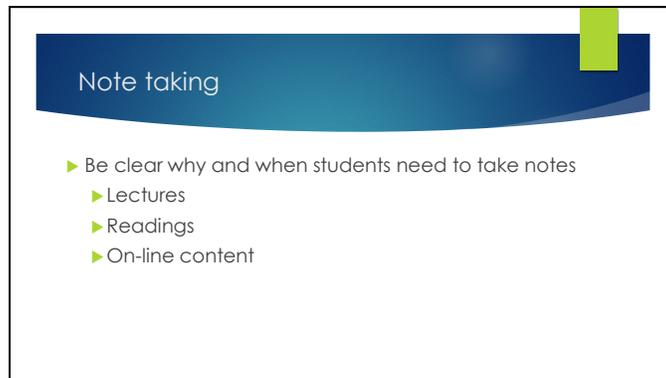 Note taking
Be clear why and when students need to take notes
Lectures
Readings
On-line content